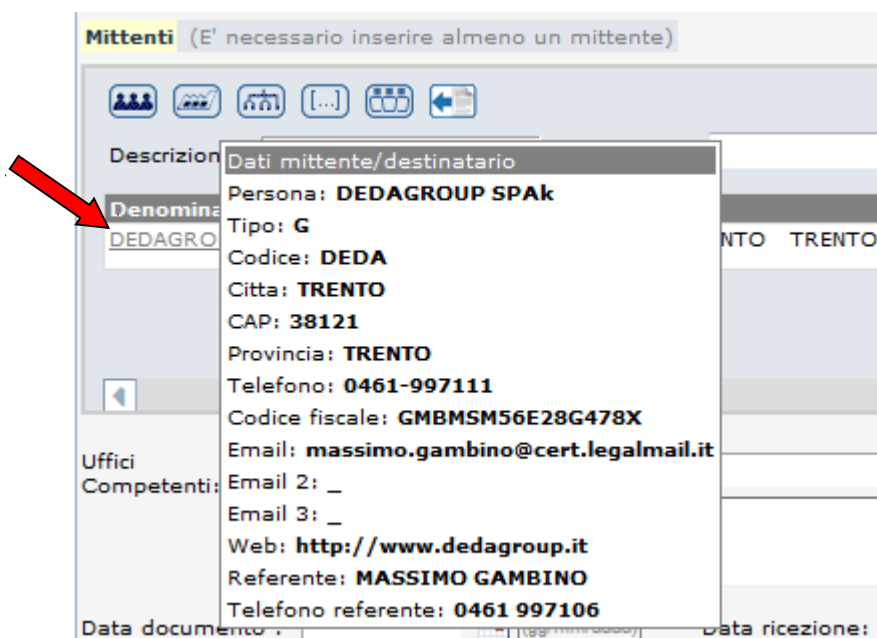 Mittenti (E' necessario inserire almeno un mittente)
[...]
Descrizion
Dati mittente/destinatario
Persona: DEDAGROUP SPAk
Denomina
Tipo: G
DEDAGRO
NTO TRENTO
Codice: DEDA
Citta: TRENTO
CAP: 38121
Provincia: TRENTO
Telefono: 0461-997111
Codice fiscale: GMBMSM56E28G478X
Email: massimo.gambino@cert.legalmail.it
Uffici
Competenti:
Email 2: _
Email 3: _
Web: http://www.dedagroup.it
Referente: MASSIMO GAMBINO
Telefono referente: 0461 997106
Data documento :
(gg/mm/aaaa)
Data ricezione: